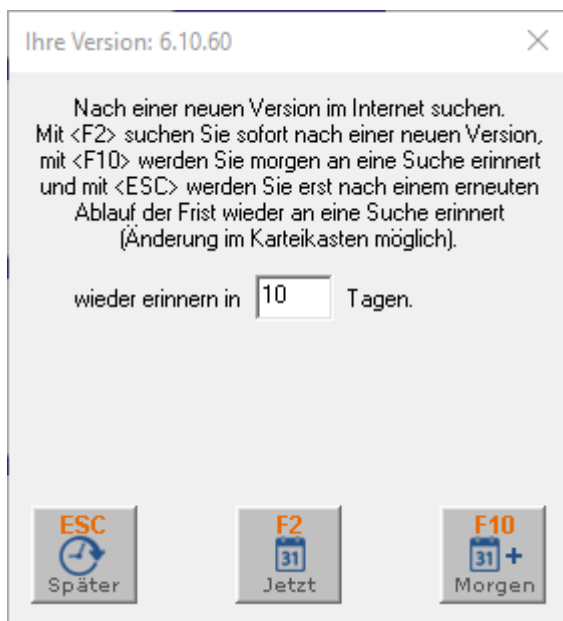 Ihre Version: 6.10.60
Nach einer neuen Version im Internet suchen.
Mit <F2> suchen Sie sofort nach einer neuen Version,
mit <F10> werden Sie morgen an eine Suche erinnert
und mit <ESC> werden Sie erst nach einem erneuten
Ablauf der Frist wieder an eine Suche erinnert
(Änderung im Karteikasten möglich).
wieder erinnern in 10 Tagen.
ESC F2 F10
31 31 +
Später Jetzt Morgen